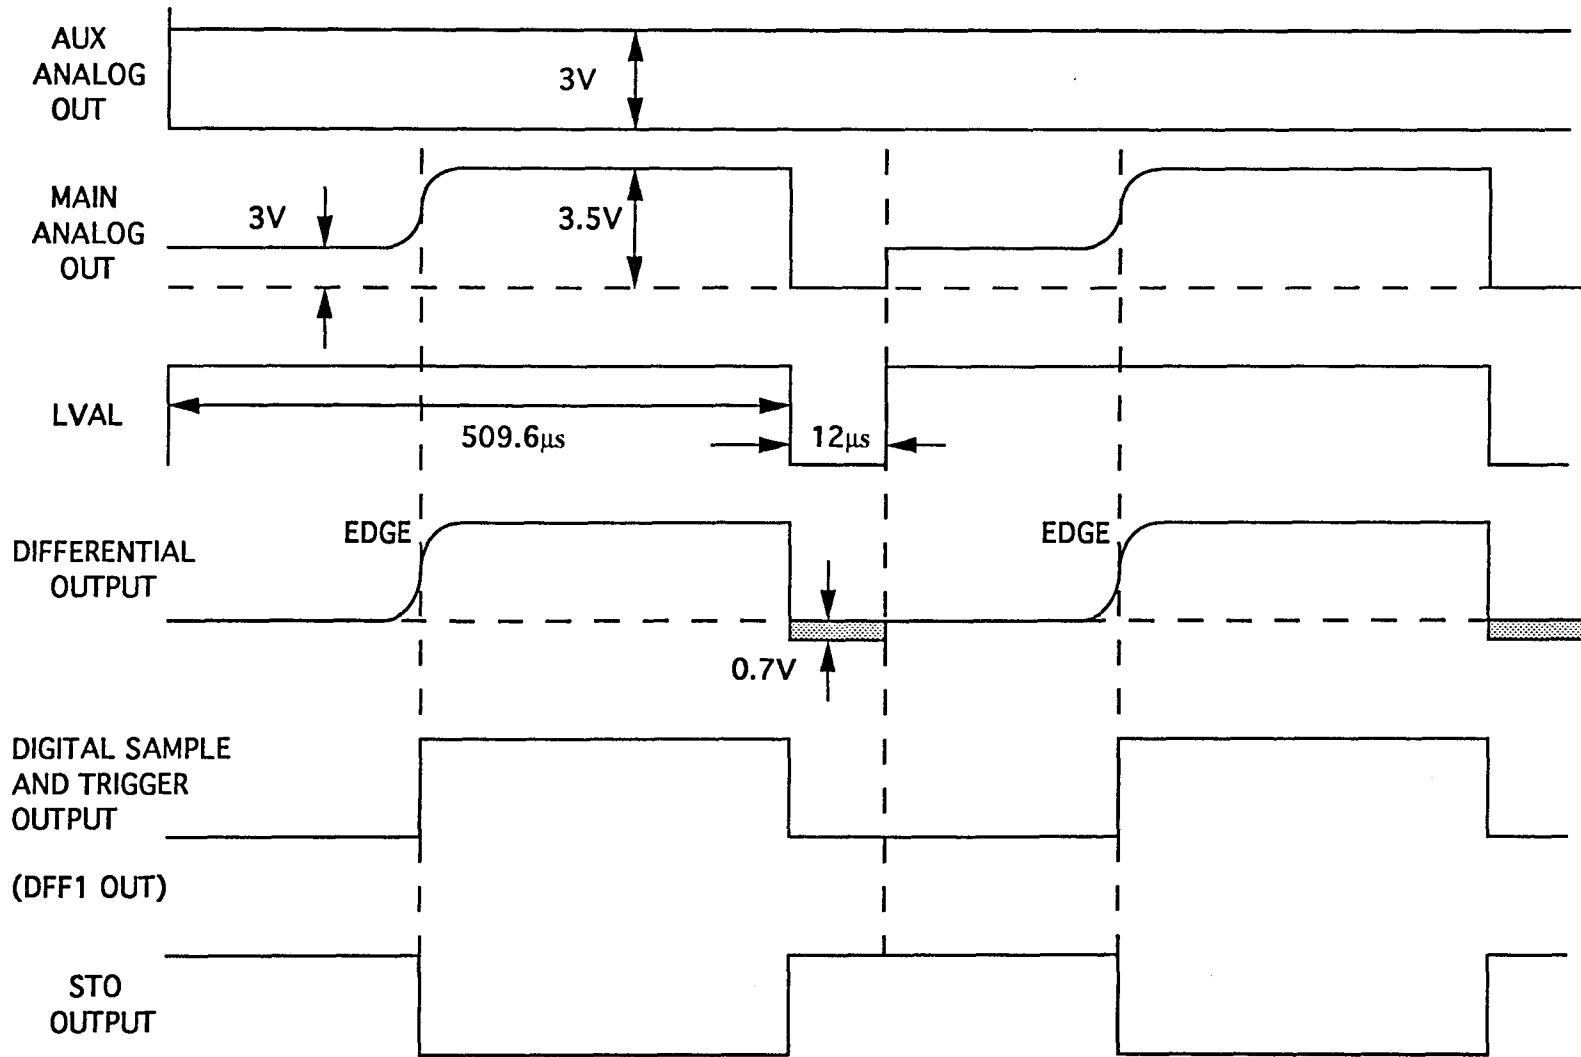 AUX
ANALOG
OUT
3V
MAIN
ANALOG
OUT
3V
3.5V
LVAL
509.6μs
12μs
DIFFERENTIAL
OUTPUT
EDGE
EDGE
0.7V
DIGITAL SAMPLE
AND TRIGGER
OUTPUT
(DFF1 OUT)
STO
OUTPUT